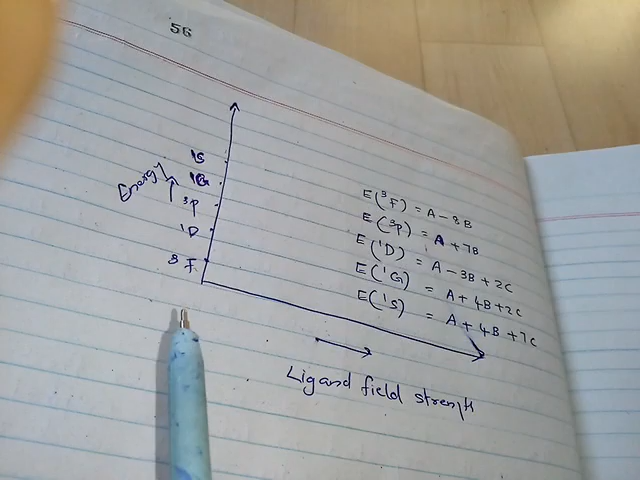 56
¹S
¹G
³P
¹D
³F
Energy
E(³F) = A - 8B
E(³P) = A + 7B
E(¹D) = A - 3B + 2C
E(¹G) = A + 4B + 2C
E(¹S) = A + 4B + 7C
Ligand field strength